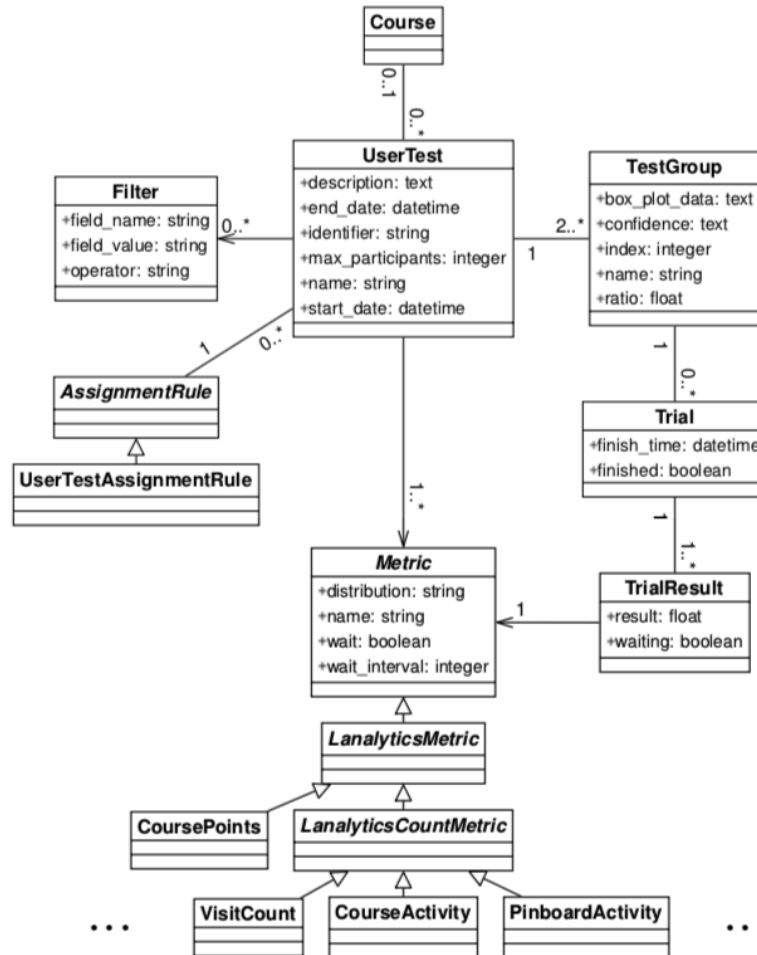 Course
0..1
0..*
UserTest
+description: text
+end_date: datetime
+identifier: string
+max_participants: integer
+name: string
+start_date: datetime
Filter
+field_name: string
+field_value: string
+operator: string
0..*
TestGroup
+box_plot_data: text
+confidence: text
+index: integer
+name: string
+ratio: float
1
2..*
1
0..*
AssignmentRule
UserTestAssignmentRule
1
0..*
Trial
+finish_time: datetime
+finished: boolean
1
1..*
1..*
Metric
+distribution: string
+name: string
+wait: boolean
+wait_interval: integer
1
TrialResult
+result: float
+waiting: boolean
LanalyticsMetric
CoursePoints
LanalyticsCountMetric
...
VisitCount
CourseActivity
PinboardActivity
..